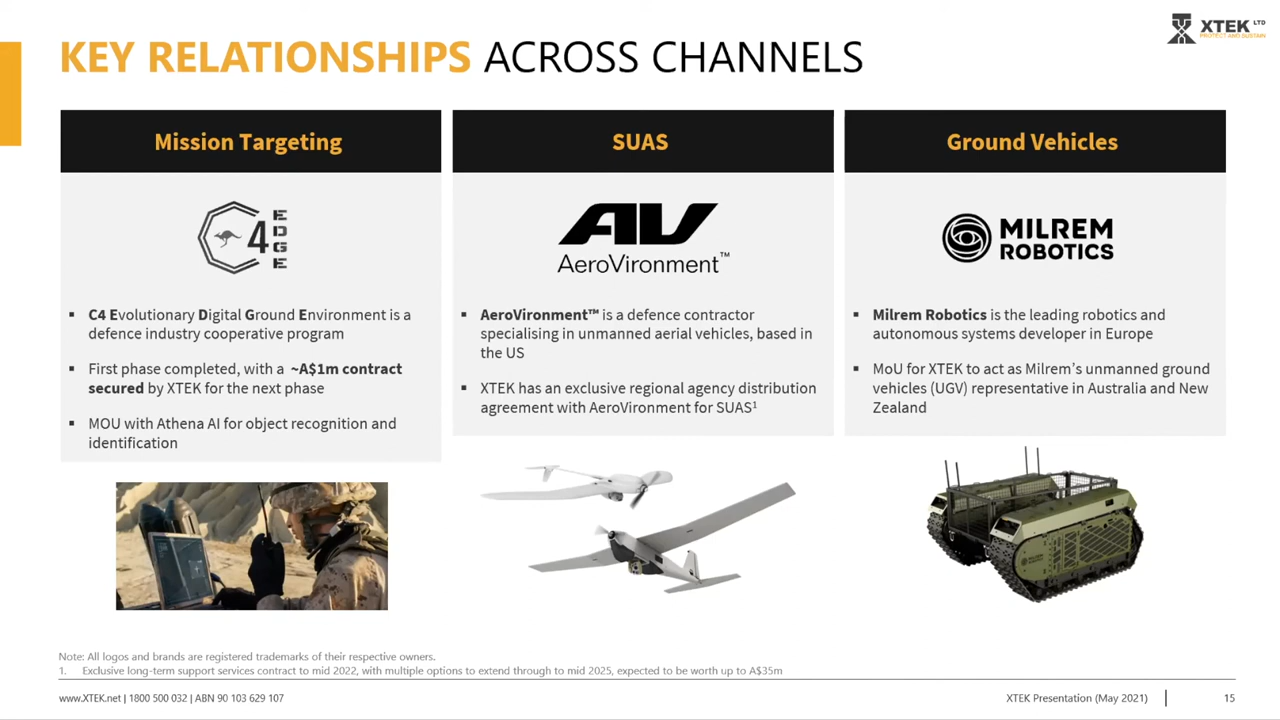 XTEK LTD
PROTECT AND SUSTAIN
KEY RELATIONSHIPS ACROSS CHANNELS
Mission Targeting
C4
EDGE
▪ C4 Evolutionary Digital Ground Environment is a
defence industry cooperative program
▪ First phase completed, with a ~A$1m contract
secured by XTEK for the next phase
▪ MOU with Athena AI for object recognition and
identification
SUAS
AV
AeroVironment™
▪ AeroVironment™ is a defence contractor
specialising in unmanned aerial vehicles, based in
the US
▪ XTEK has an exclusive regional agency distribution
agreement with AeroVironment for SUAS¹
Ground Vehicles
MILREM
ROBOTICS
▪ Milrem Robotics is the leading robotics and
autonomous systems developer in Europe
▪ MoU for XTEK to act as Milrem’s unmanned ground
vehicles (UGV) representative in Australia and New
Zealand
MILREM
ROBOTICS
Note: All logos and brands are registered trademarks of their respective owners.
1. Exclusive long-term support services contract to mid 2022, with multiple options to extend through to mid 2025, expected to be worth up to A$35m
www.XTEK.net | 1800 500 032 | ABN 90 103 629 107
XTEK Presentation (May 2021) | 15